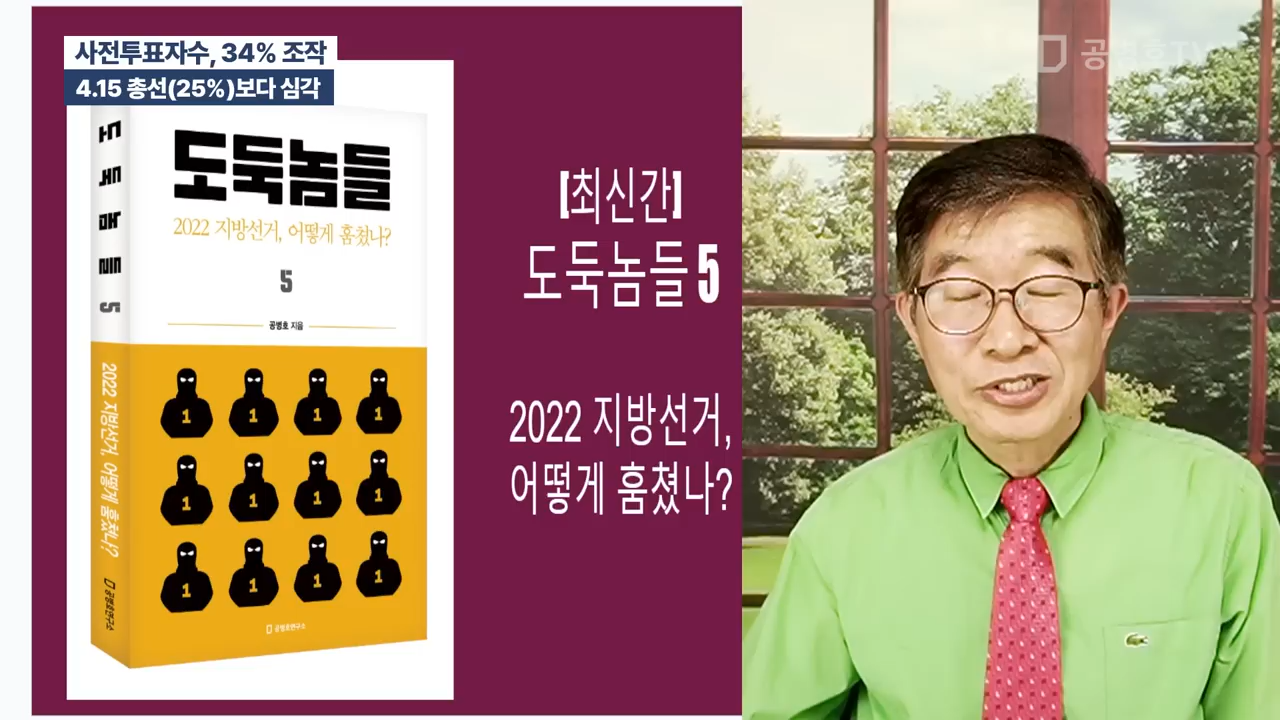 사전투표자수, 34% 조작
4.15 총선(25%)보다 심각
도둑놈들 5 2022 지방선거, 어떻게 훔쳤나? 공병호연구소
도둑놈들
2022 지방선거, 어떻게 훔쳤나?
5
공병호 지음
1 1 1 1
1 1 1 1
1 1 1 1
공병호연구소
[최신간]
도둑놈들 5
2022 지방선거,
어떻게 훔쳤나?
공병호TV